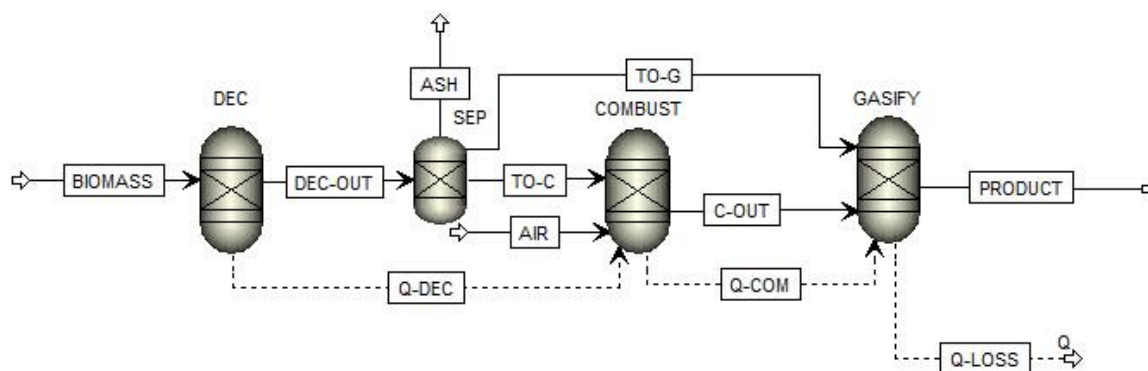 TO-G
ASH
DEC
SEP
COMBUST
GASIFY
BIOMASS
DEC-OUT
TO-C
PRODUCT
C-OUT
AIR
Q-DEC
Q-COM
Q-LOSS
Q